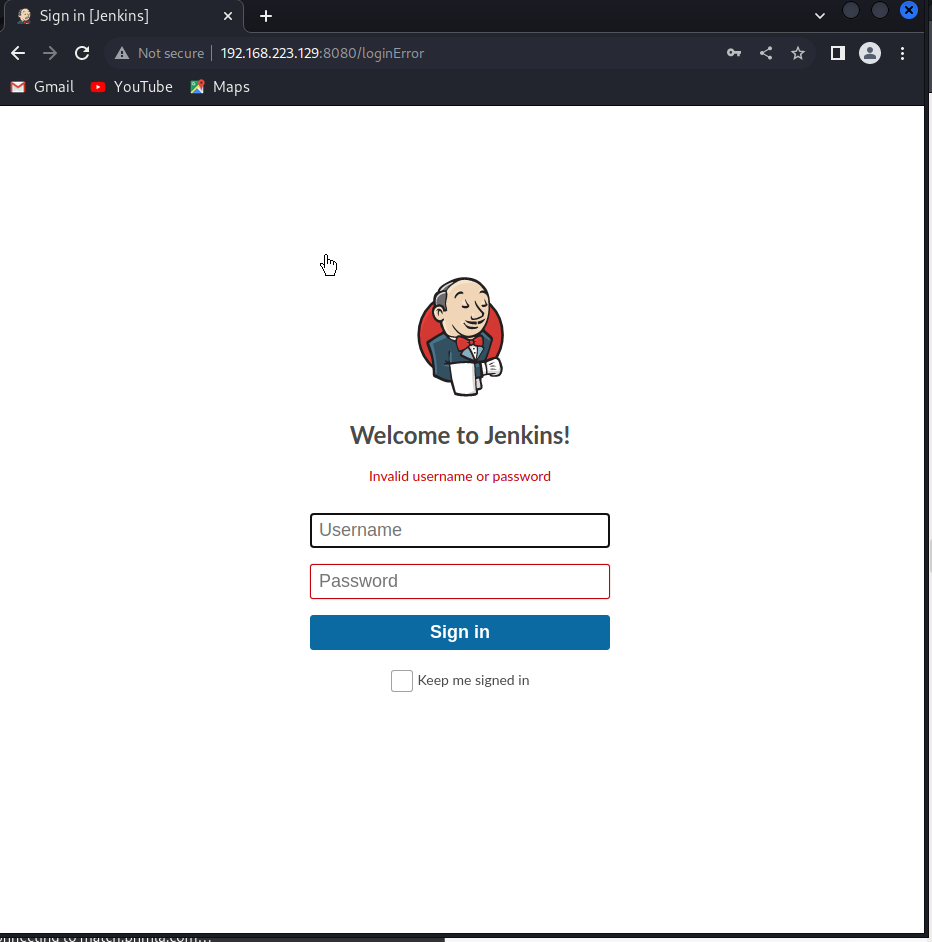 Sign in [Jenkins]
Not secure 192.168.223.129:8080/loginError
Gmail YouTube Maps
Welcome to Jenkins!
Invalid username or password
Username
Password
Sign in
Keep me signed in